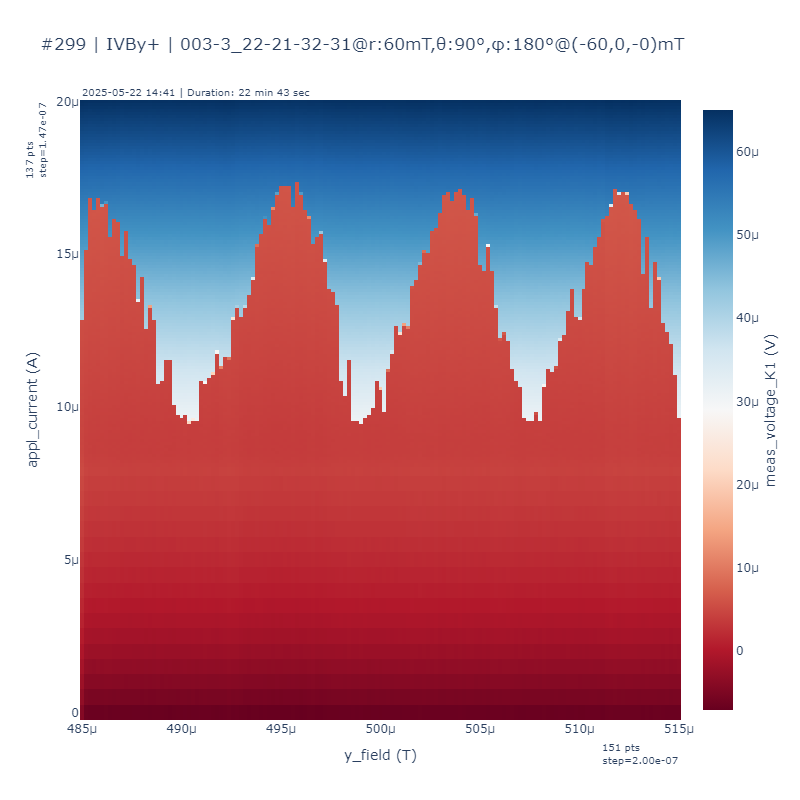 #299 | IVBy+ | 003-3_22-21-32-31@r:60mT,θ:90°,φ:180°@(-60,0,-0)mT
2025-05-22 14:41 | Duration: 22 min 43 sec
137 pts
step=1.47e-07
20μ
15μ
10μ
5μ
0
appl_current (A)
485μ
490μ
495μ
500μ
505μ
510μ
515μ
y_field (T)
151 pts
step=2.00e-07
60μ
50μ
40μ
30μ
20μ
10μ
0
meas_voltage_K1 (V)